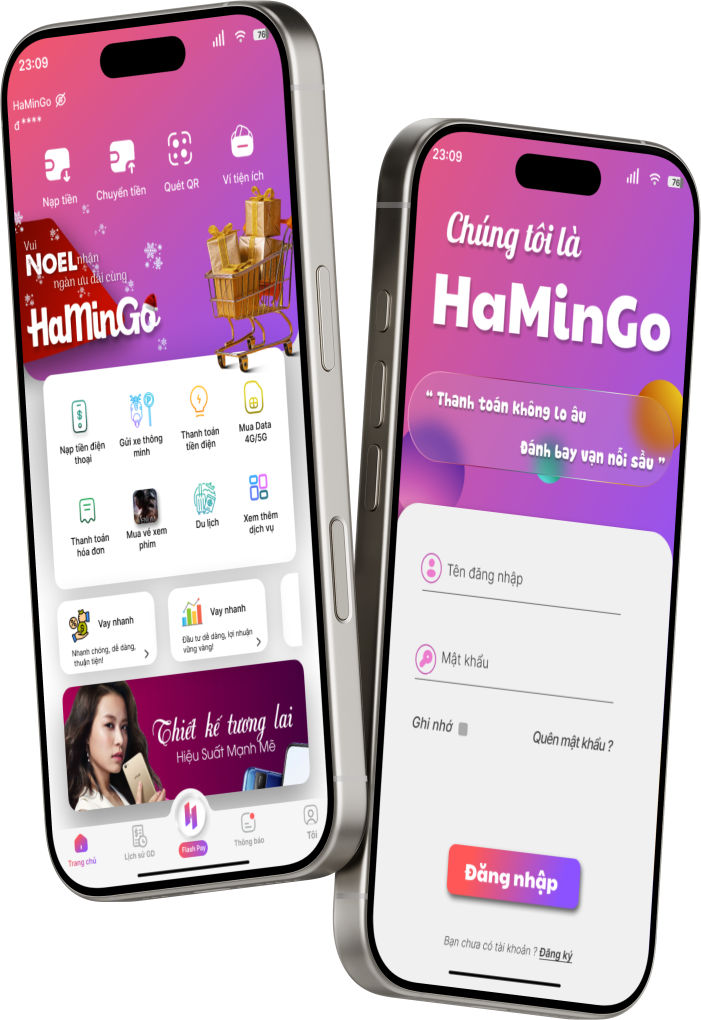 23:09
76
HaMinGo
đ ****
Nạp tiền
Chuyển tiền
Quét QR
Ví tiện ích
Vui
NOEL nhận
ngàn ưu đãi cùng
HaMinGo
Nạp tiền điện
thoại
Gửi xe thông
minh
Thanh toán
tiền điện
Mua Data
4G/5G
Thanh toán
hóa đơn
Mua vé xem
phim
Du lịch
Xem thêm
dịch vụ
Vay nhanh
Nhanh chóng, dễ dàng,
thuận tiện!
Vay nhanh
Đầu tư dễ dàng, lợi nhuận
vững vàng!
Thiết kế tương lai
Hiệu Suất Mạnh Mẽ
Trang chủ
Lịch sử GD
Flash Pay
Thông báo
Tôi
23:09
76
Chúng tôi là
HaMinGo
“ Thanh toán không lo âu
Đánh bay vạn nỗi sầu ”
Tên đăng nhập
Mật khẩu
Ghi nhớ
Quên mật khẩu ?
Đăng nhập
Bạn chưa có tài khoản ? Đăng ký